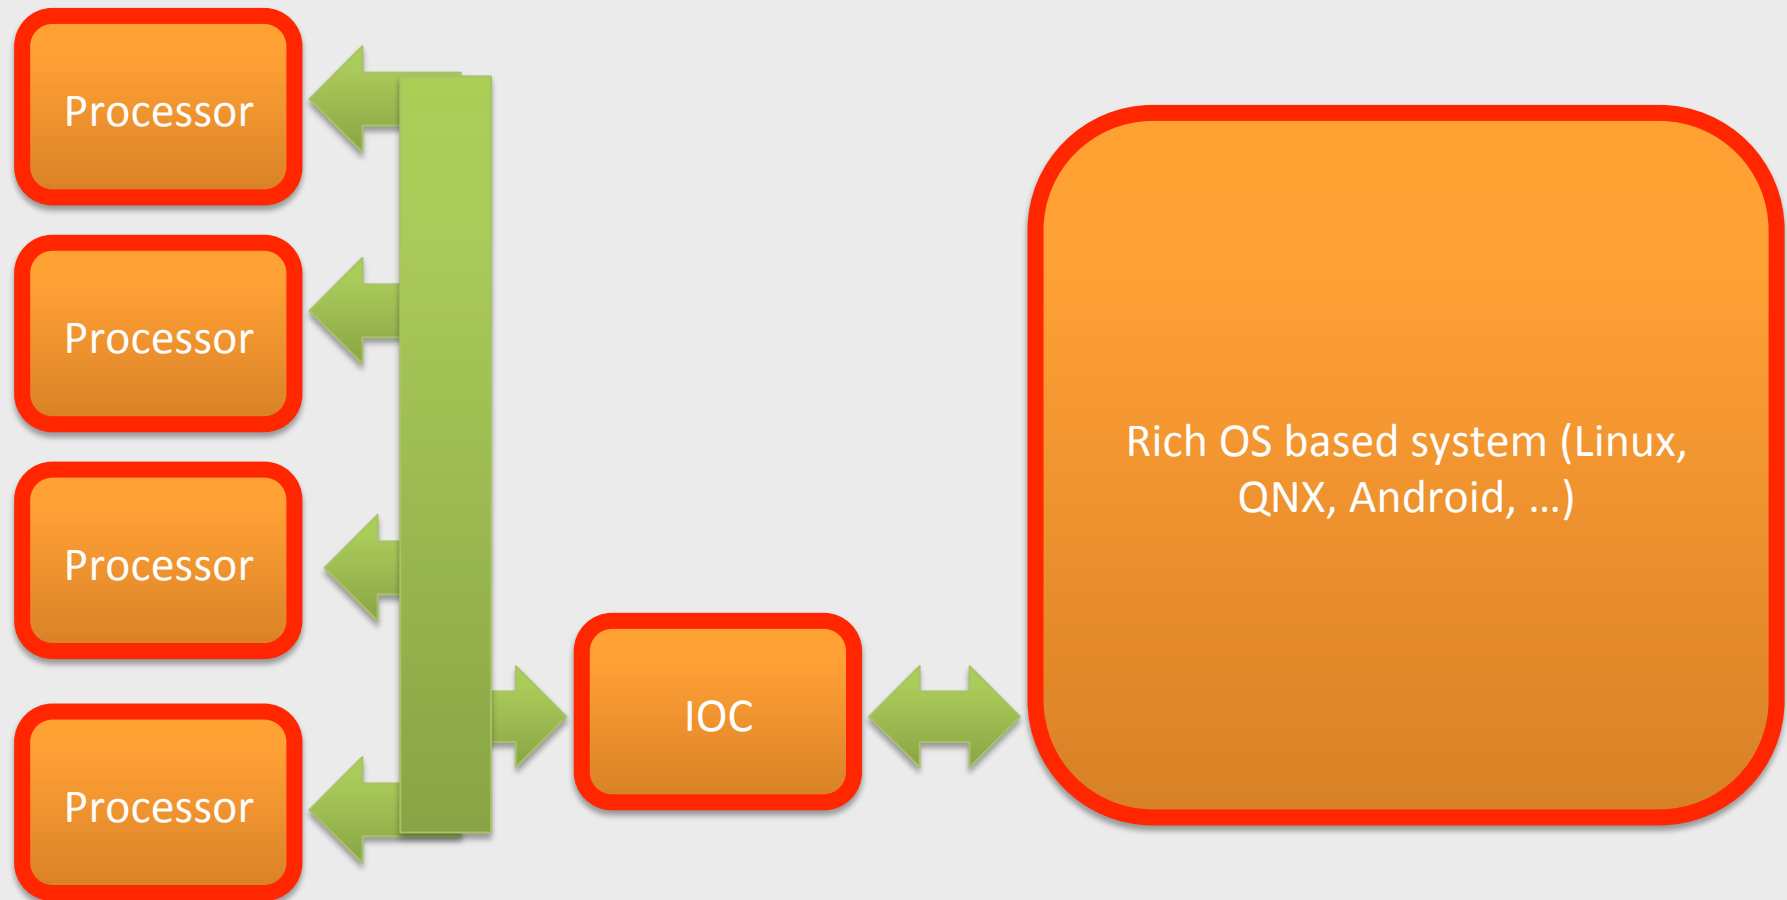 Processor
Processor
Processor
Processor
IOC
Rich OS based system (Linux,
QNX, Android, ...)